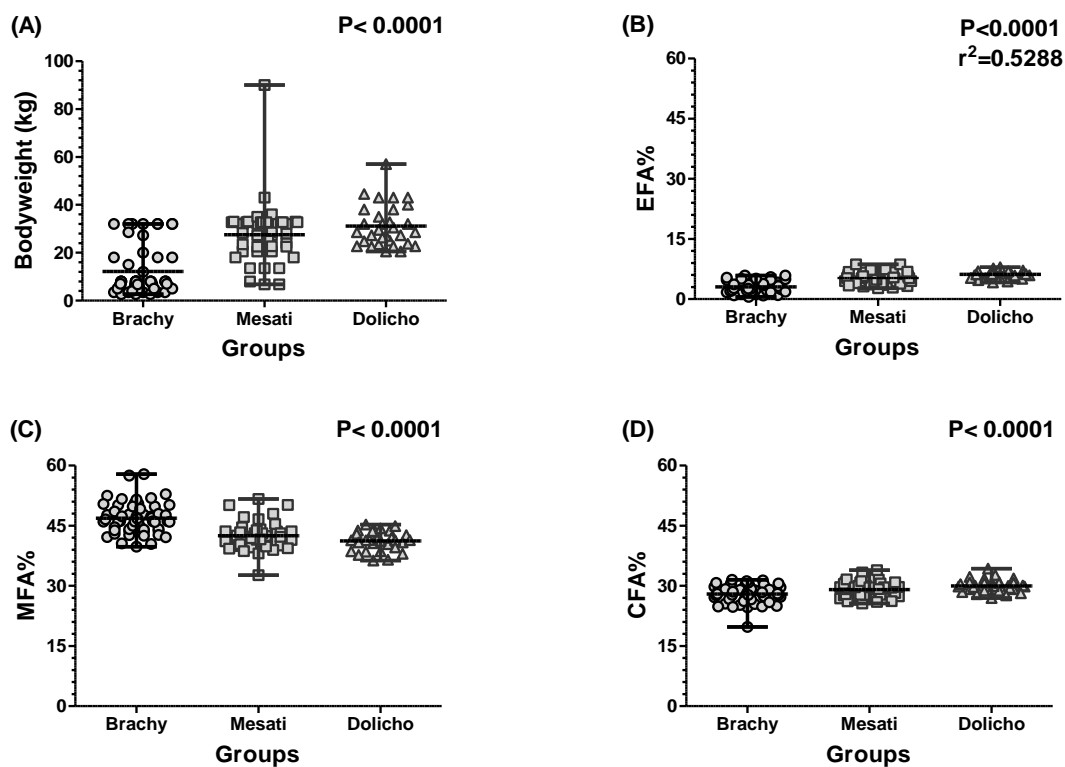 (A)
P< 0.0001
Bodyweight (kg)
100
80
60
40
20
0
Brachy Mesati Dolicho
Groups
(B)
P<0.0001
r²=0.5288
EFA%
60
45
30
15
0
Brachy Mesati Dolicho
Groups
(C)
P< 0.0001
MFA%
60
45
30
15
0
Brachy Mesati Dolicho
Groups
(D)
P< 0.0001
CFA%
60
45
30
15
0
Brachy Mesati Dolicho
Groups